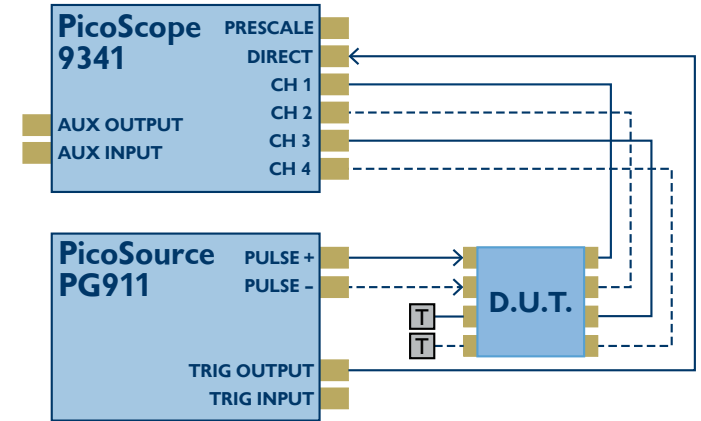 PicoScope
9341
PRESCALE
DIRECT
CH 1
CH 2
CH 3
CH 4
AUX OUTPUT
AUX INPUT
PicoSource
PG911
PULSE +
PULSE –
TRIG OUTPUT
TRIG INPUT
T
T
D.U.T.